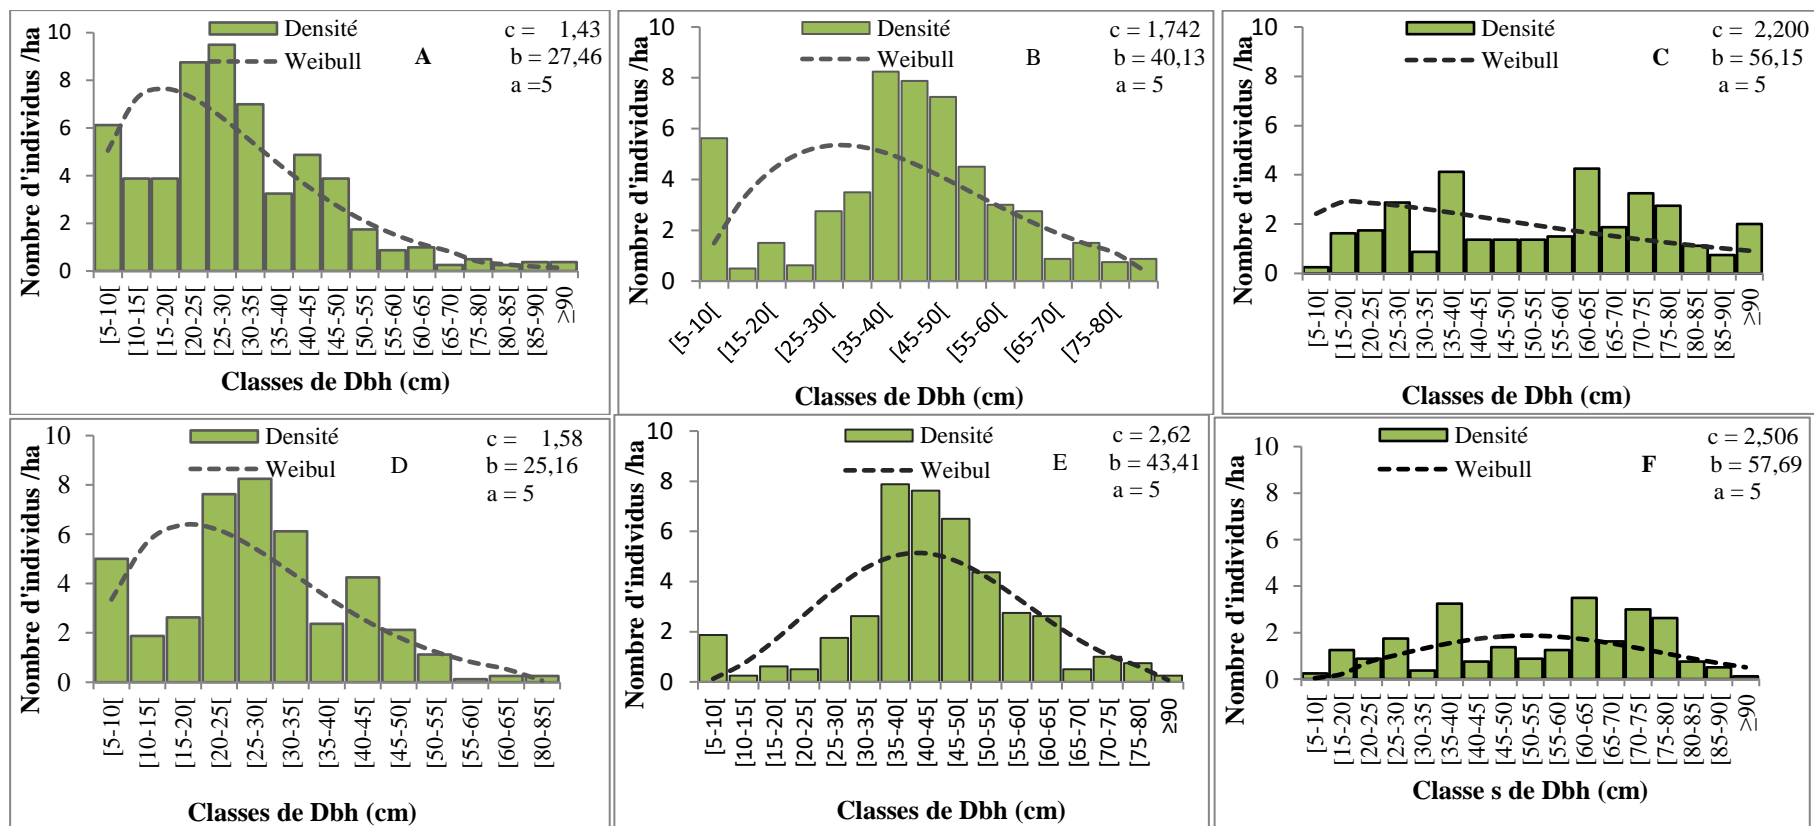 Densité
Weibull
A
c = 1,43
b = 27,46
a =5
Nombre d'individus /ha
10
8
6
4
2
0
[5-10[
[10-15[
[15-20[
[20-25[
[25-30[
[30-35[
[35-40[
[40-45[
[45-50[
[50-55[
[55-60[
[60-65[
[65-70[
[75-80[
[80-85[
[85-90[
≥90
Classes de Dbh (cm)
Densité
Weibull
B
c = 1,742
b = 40,13
a = 5
Nombre d'individus /ha
10
8
6
4
2
0
[5-10[
[15-20[
[25-30[
[35-40[
[45-50[
[55-60[
[65-70[
[75-80[
Classes de Dbh (cm)
Densité
Weibull
C
c = 2,200
b = 56,15
a = 5
Nombre d'individus /ha
10
8
6
4
2
0
[5-10[
[15-20[
[20-25[
[25-30[
[30-35[
[35-40[
[40-45[
[45-50[
[50-55[
[55-60[
[60-65[
[65-70[
[70-75[
[75-80[
[80-85[
[85-90[
≥90
Classes de Dbh (cm)
Densité
Weibul
D
c = 1,58
b = 25,16
a = 5
Nombre d'individus /ha
10
8
6
4
2
0
[5-10[
[10-15[
[15-20[
[20-25[
[25-30[
[30-35[
[35-40[
[40-45[
[45-50[
[50-55[
[55-60[
[60-65[
[80-85[
Classes de Dbh (cm)
Densité
Weibul
E
c = 2,62
b = 43,41
a = 5
Nombre d'individus /ha
10
8
6
4
2
0
[5-10[
[10-15[
[15-20[
[20-25[
[25-30[
[30-35[
[35-40[
[40-45[
[45-50[
[50-55[
[55-60[
[60-65[
[65-70[
[70-75[
[75-80[
≥90
Classes de Dbh (cm)
Densité
Weibull
F
c = 2,506
b = 57,69
a = 5
Nombre d'individus /ha
10
8
6
4
2
0
[5-10[
[15-20[
[20-25[
[25-30[
[30-35[
[35-40[
[40-45[
[45-50[
[50-55[
[55-60[
[60-65[
[65-70[
[70-75[
[75-80[
[80-85[
[85-90[
≥90
Classe s de Dbh (cm)